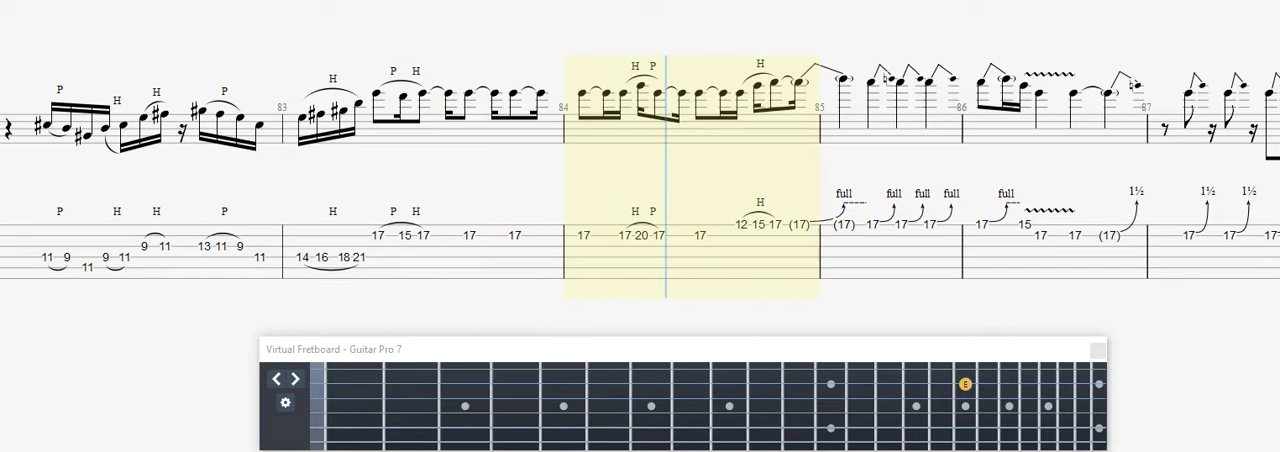 H P H
P H
P H H P
83 84 85 86 87
full full full full full 1½ 1½ 1½
P H H P H P H H P H
12 15 17 (17) (17) 17 17 17 17 15
9 11 17 15 17 17 17 17 17 20 17 17 17 17 (17) 17 17 17
13 11 9
11 9 9 11 11 14 16 18 21
11
Virtual Fretboard - Guitar Pro 7
E